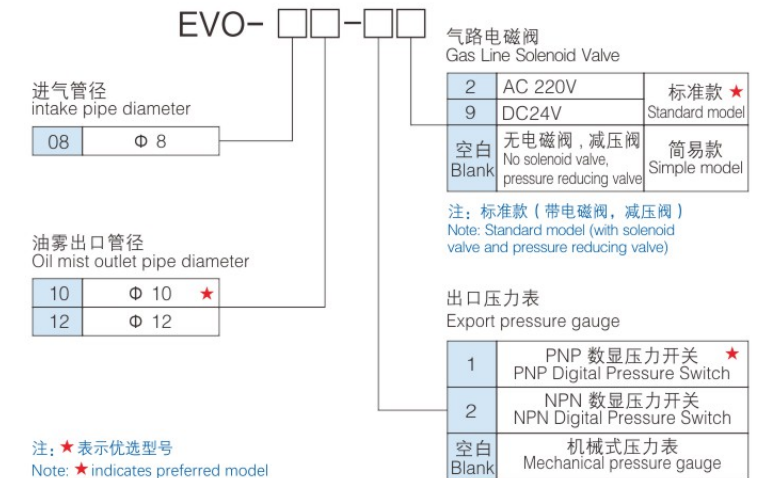 EVO- □□-□□
进气管径
intake pipe diameter
08 Φ 8
油雾出口管径
Oil mist outlet pipe diameter
10 Φ 10 ★
12 Φ 12
注：★表示优选型号
Note: ★indicates preferred model
气路电磁阀
Gas Line Solenoid Valve
2 AC 220V
9 DC24V
标准款 ★
Standard model
空白
Blank
无电磁阀，减压阀
No solenoid valve,
pressure reducing valve
简易款
Simple model
注：标准款（带电磁阀，减压阀）
Note: Standard model (with solenoid
valve and pressure reducing valve)
出口压力表
Export pressure gauge
1 PNP 数显压力开关 ★
PNP Digital Pressure Switch
2 NPN 数显压力开关
NPN Digital Pressure Switch
空白
Blank
机械式压力表
Mechanical pressure gauge